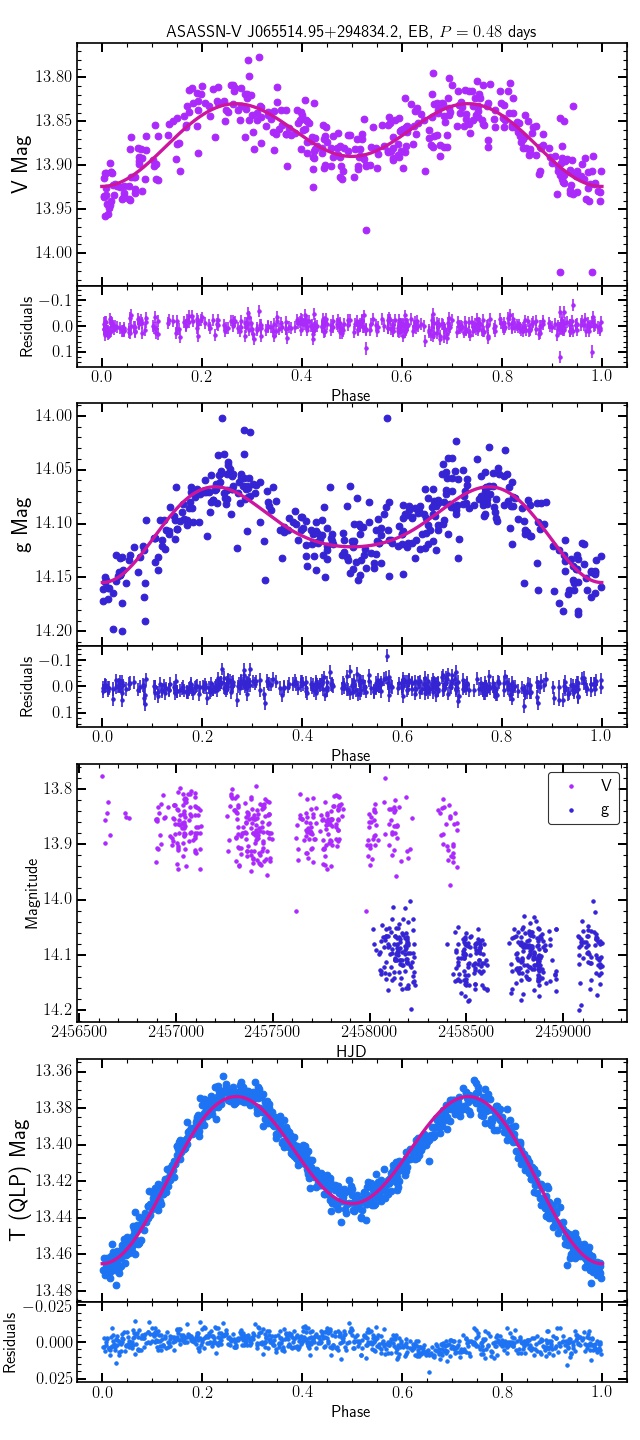 ASASSN-V J065514.95+294834.2, EB, P = 0.48 days
13.80
13.85
13.90
13.95
14.00
V Mag
−0.1
0.0
0.1
Residuals
0.0 0.2 0.4 0.6 0.8 1.0
Phase
14.00
14.05
14.10
14.15
14.20
g Mag
−0.1
0.0
0.1
Residuals
0.0 0.2 0.4 0.6 0.8 1.0
Phase
13.8
13.9
14.0
14.1
14.2
Magnitude
V
g
2456500 2457000 2457500 2458000 2458500 2459000
HJD
13.36
13.38
13.40
13.42
13.44
13.46
13.48
T (QLP) Mag
−0.025
0.000
0.025
Residuals
0.0 0.2 0.4 0.6 0.8 1.0
Phase